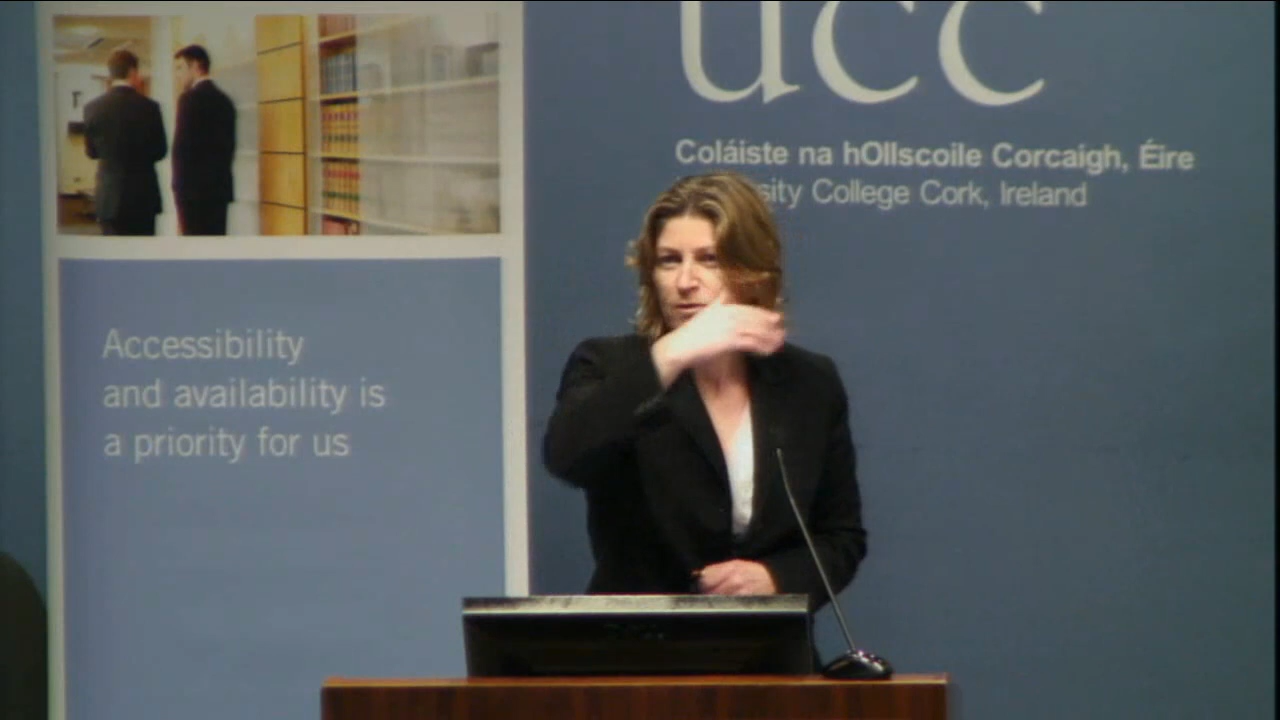 Accessibility
and availability is
a priority for us
ucc
Coláiste na hOllscoile Corcaigh, Éire
sity College Cork, Ireland